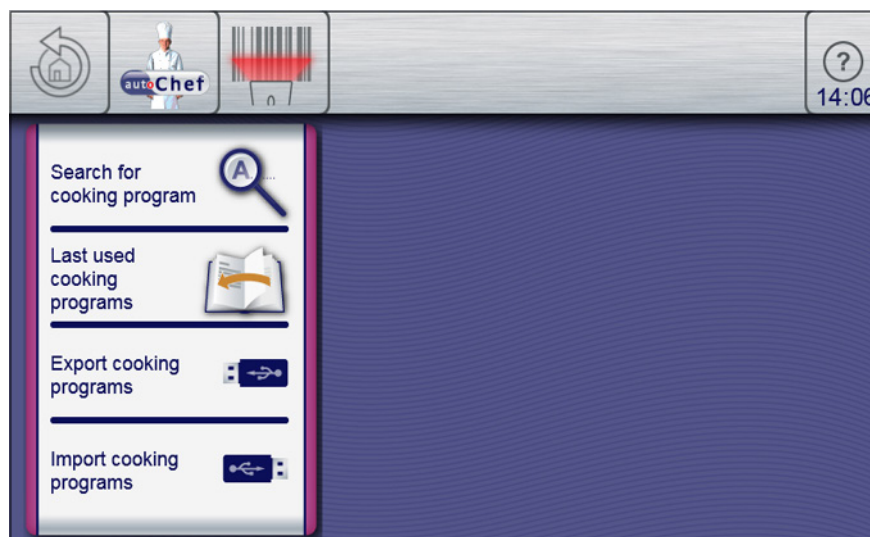 autoChef
?
14:06
Search for
cooking program
A....
Last used
cooking
programs
Export cooking
programs
Import cooking
programs